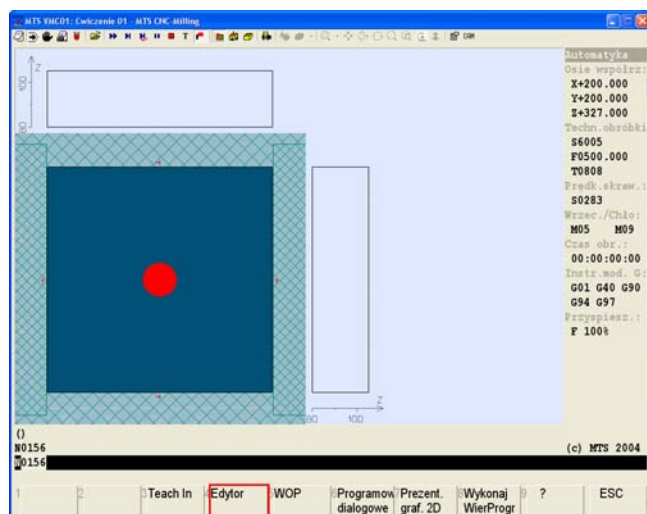 MTS VMC01: Cwiczenie 01 - MTS CNC-Milling
Automatyka
Osie współrz:
X+200.000
Y+200.000
Z+327.000
Techn.obróbki
S6005
F0500.000
T0808
Predk.skraw.:
S0283
Wrzec./Chło:
M05 M09
Czas obr.:
00:00:00:00
Instr.mod. G:
G01 G40 G90
G94 G97
Przyspiesz.:
F 100%
Z
100
80
Z
80 100
()
N0156 (c) MTS 2004
N0156
1 2 3 Teach In 4 Edytor 5 WOP 6 Programow dialogowe 7 Prezent. graf. 2D 8 Wykonaj WierProgr 9 ? ESC